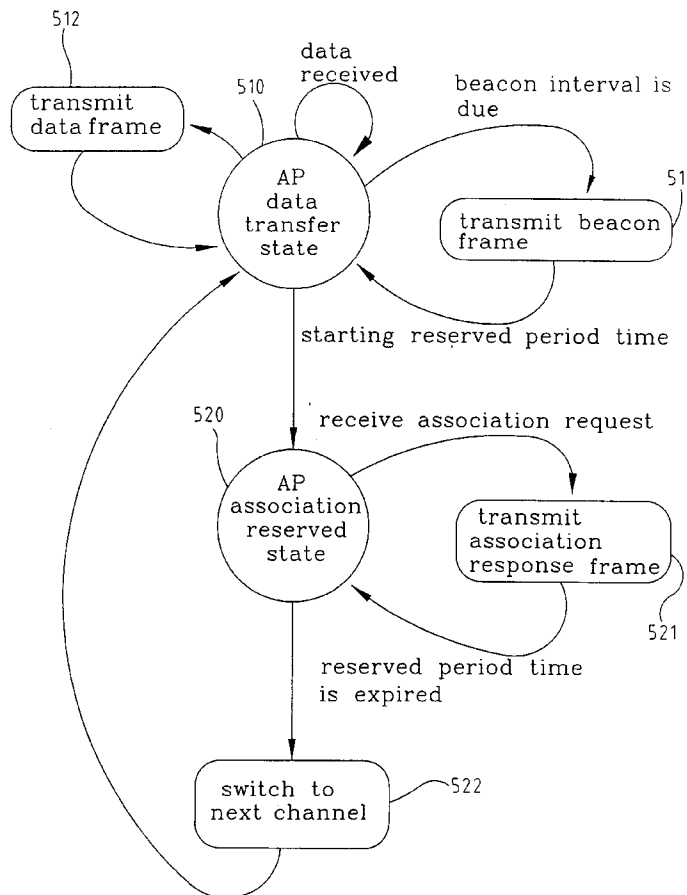 512
data
received
510
beacon interval is
due
transmit
data frame
AP
data
transfer
state
51
transmit beacon
frame
starting reserved period time
520
receive association request
AP
association
reserved
state
transmit
association
response frame
521
reserved period time
is expired
switch to
next channel
522